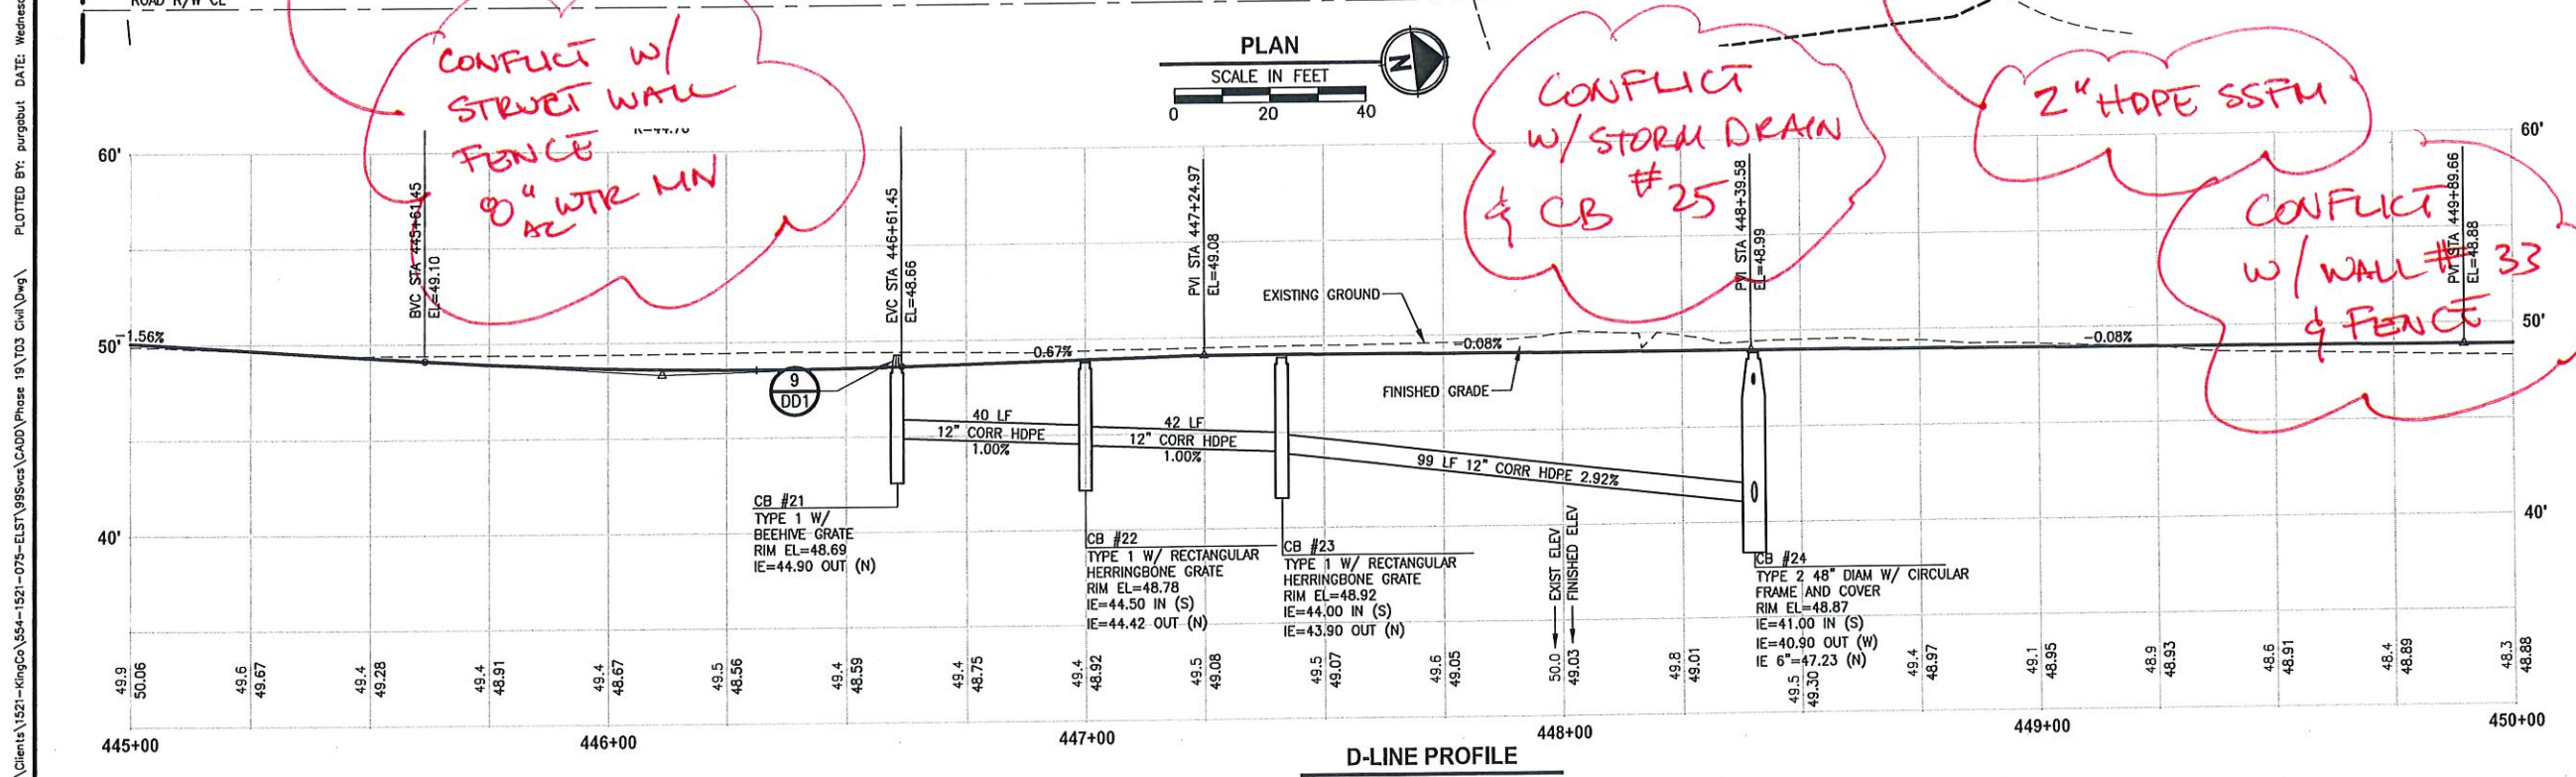 ROAD R/W CL
\Clients\1521-KingCo\554-1521-075-ELST\99Svcs\CADD\Phase 19\TO3 Civil\Dwg\ PLOTTED BY: purgobut DATE: Wednesd
CONFLICT W/
STRUCT WALL
FENCE
8" WTR MN
AC
PLAN
SCALE IN FEET
0 20 40
N
CONFLICT
W/ STORM DRAIN
& CB #25
2" HDPE SSFM
CONFLICT
W/ WALL # 33
& FENCE
60'
50'
40'
60'
50'
40'
BVC STA 445+61.45
EL=49.10
EVC STA 446+61.45
EL=48.66
PVI STA 447+24.97
EL=49.08
PVI STA 448+39.58
EL=48.99
PVI STA 449+89.66
EL=48.88
EXISTING GROUND
FINISHED GRADE
-1.56%
0.67%
-0.08%
-0.08%
9
DD1
40 LF
12" CORR HDPE
1.00%
42 LF
12" CORR HDPE
1.00%
99 LF 12" CORR HDPE 2.92%
CB #21
TYPE 1 W/
BEEHIVE GRATE
RIM EL=48.69
IE=44.90 OUT (N)
CB #22
TYPE 1 W/ RECTANGULAR
HERRINGBONE GRATE
RIM EL=48.78
IE=44.50 IN (S)
IE=44.42 OUT (N)
CB #23
TYPE 1 W/ RECTANGULAR
HERRINGBONE GRATE
RIM EL=48.92
IE=44.00 IN (S)
IE=43.90 OUT (N)
EXIST ELEV
FINISHED ELEV
CB #24
TYPE 2 48" DIAM W/ CIRCULAR
FRAME AND COVER
RIM EL=48.87
IE=41.00 IN (S)
IE=40.90 OUT (W)
IE 6"=47.23 (N)
49.9
50.06
49.6
49.67
49.4
49.28
49.4
48.91
49.4
48.67
49.5
48.56
49.4
48.59
49.4
48.75
49.4
48.92
49.5
49.08
49.5
49.07
49.6
49.05
50.0
49.03
49.8
49.01
49.5
49.30
49.4
48.97
49.1
48.95
48.9
48.93
48.6
48.91
48.4
48.89
48.3
48.88
445+00
446+00
447+00
448+00
449+00
450+00
D-LINE PROFILE